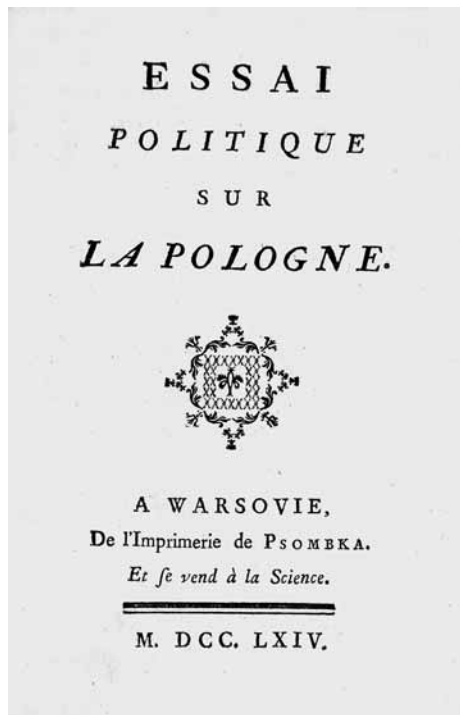 ESSAI
POLITIQUE
SUR
LA POLOGNE.
A WARSOVIE,
De l'Imprimerie de PSOMBKA.
Et ſe vend à la Science.
M. DCC. LXIV.